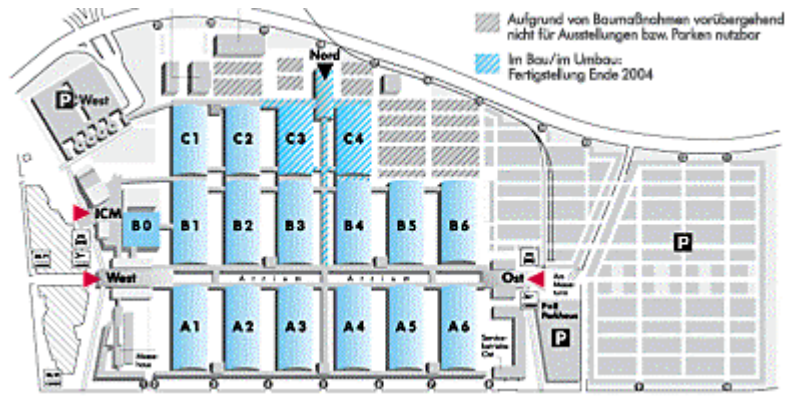 Aufgrund von Baumaßnahmen vorübergehend
nicht für Ausstellungen bzw. Parken nutzbar
Im Bau/im Umbau:
Fertigstellung Ende 2004
Nord
P West
C1 C2 C3 C4
ICM
B0 B1 B2 B3 B4 B5 B6
P
West
Atrium Atrium
Ost
A1 A2 A3 A4 A5 A6
Parkhaus
P